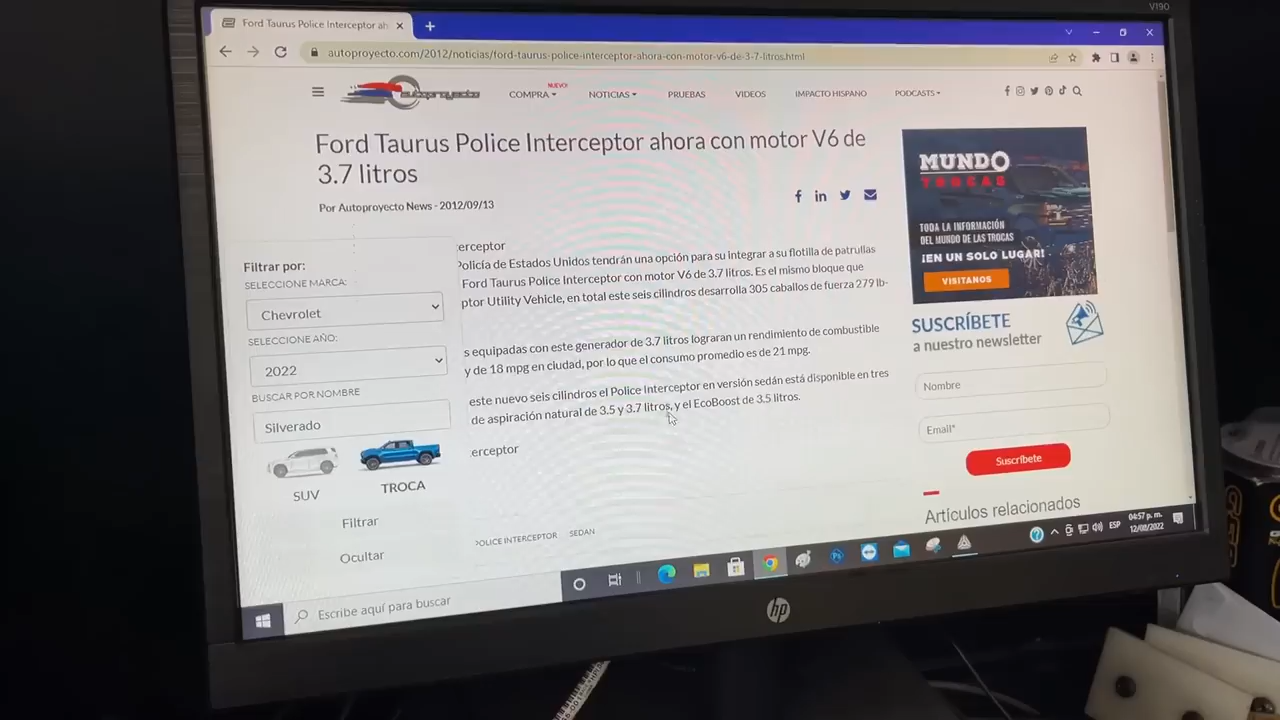 V190
Ford Taurus Police Interceptor ah
autoproyecto.com/2012/noticias/ford-taurus-police-interceptor-ahora-con-motor-v6-de-3-7-litros.html
autoproyecto
COMPRA
NUEVO!
NOTICIAS
PRUEBAS
VIDEOS
IMPACTO HISPANO
PODCASTS
Ford Taurus Police Interceptor ahora con motor V6 de
3.7 litros
Por Autoproyecto News - 2012/09/13
erceptor
Policía de Estados Unidos tendrán una opción para su integrar a su flotilla de patrullas
Ford Taurus Police Interceptor con motor V6 de 3.7 litros. Es el mismo bloque que
ptor Utility Vehicle, en total este seis cilindros desarrolla 305 caballos de fuerza 279 lb-
s equipadas con este generador de 3.7 litros lograran un rendimiento de combustible
y de 18 mpg en ciudad, por lo que el consumo promedio es de 21 mpg.
este nuevo seis cilindros el Police Interceptor en versión sedán está disponible en tres
de aspiración natural de 3.5 y 3.7 litros, y el EcoBoost de 3.5 litros.
erceptor
POLICE INTERCEPTOR
SEDAN
Filtrar por:
SELECCIONE MARCA:
Chevrolet
SELECCIONE AÑO:
2022
BUSCAR POR NOMBRE
Silverado
SUV
TROCA
Filtrar
Ocultar
MUNDO
TROCAS
TODA LA INFORMACIÓN
DEL MUNDO DE LAS TROCAS
¡EN UN SOLO LUGAR!
VISITANOS
SUSCRÍBETE
a nuestro newsletter
Nombre
Email*
Suscríbete
Artículos relacionados
Escribe aquí para buscar
ESP
04:57 p. m.
12/08/2022
hp